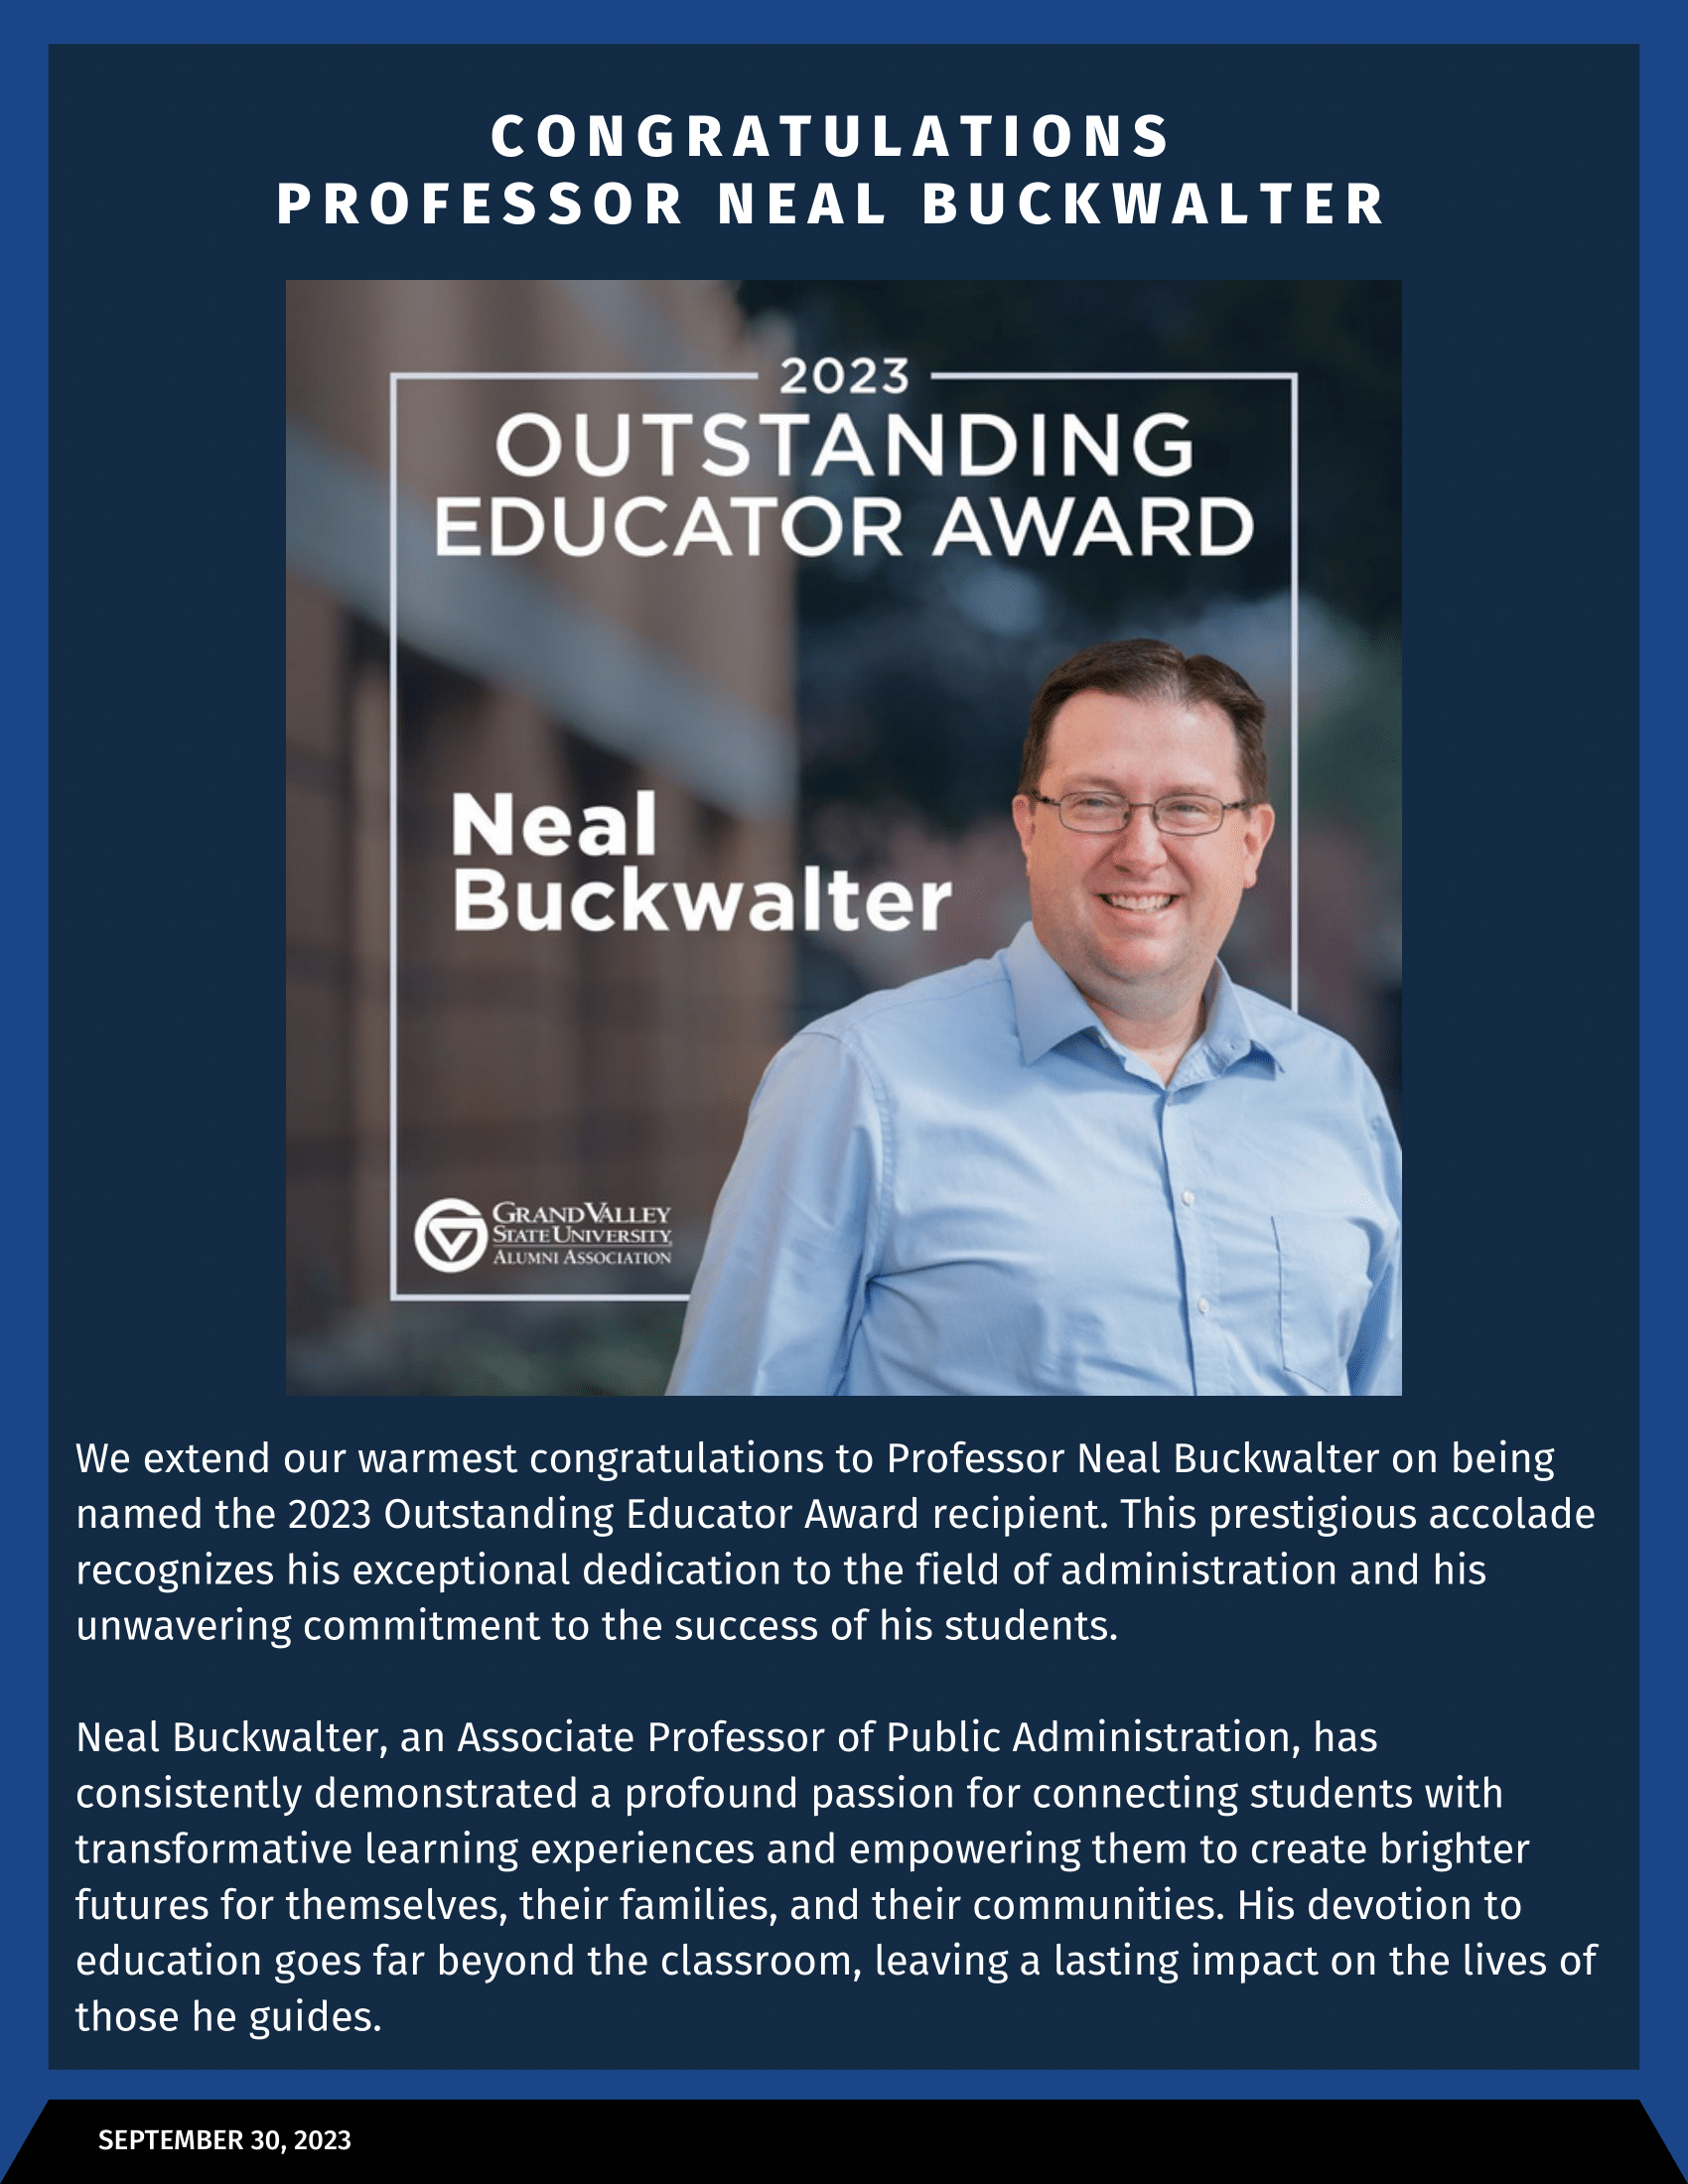 CONGRATULATIONS
PROFESSOR NEAL BUCKWALTER
2023
OUTSTANDING
EDUCATOR AWARD
Neal
Buckwalter
GRAND VALLEY
STATE UNIVERSITY
ALUMNI ASSOCIATION
We extend our warmest congratulations to Professor Neal Buckwalter on being
named the 2023 Outstanding Educator Award recipient. This prestigious accolade
recognizes his exceptional dedication to the field of administration and his
unwavering commitment to the success of his students.
Neal Buckwalter, an Associate Professor of Public Administration, has
consistently demonstrated a profound passion for connecting students with
transformative learning experiences and empowering them to create brighter
futures for themselves, their families, and their communities. His devotion to
education goes far beyond the classroom, leaving a lasting impact on the lives of
those he guides.
SEPTEMBER 30, 2023